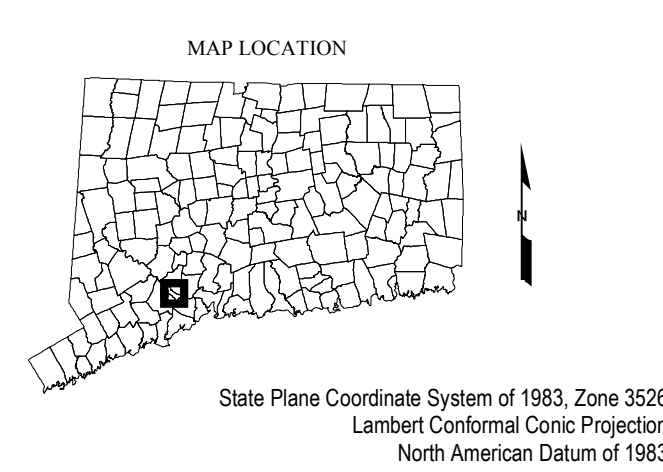 MAP LOCATION
N
State Plane Coordinate System of 1983, Zone 3526
Lambert Conformal Conic Projection
North American Datum of 1983